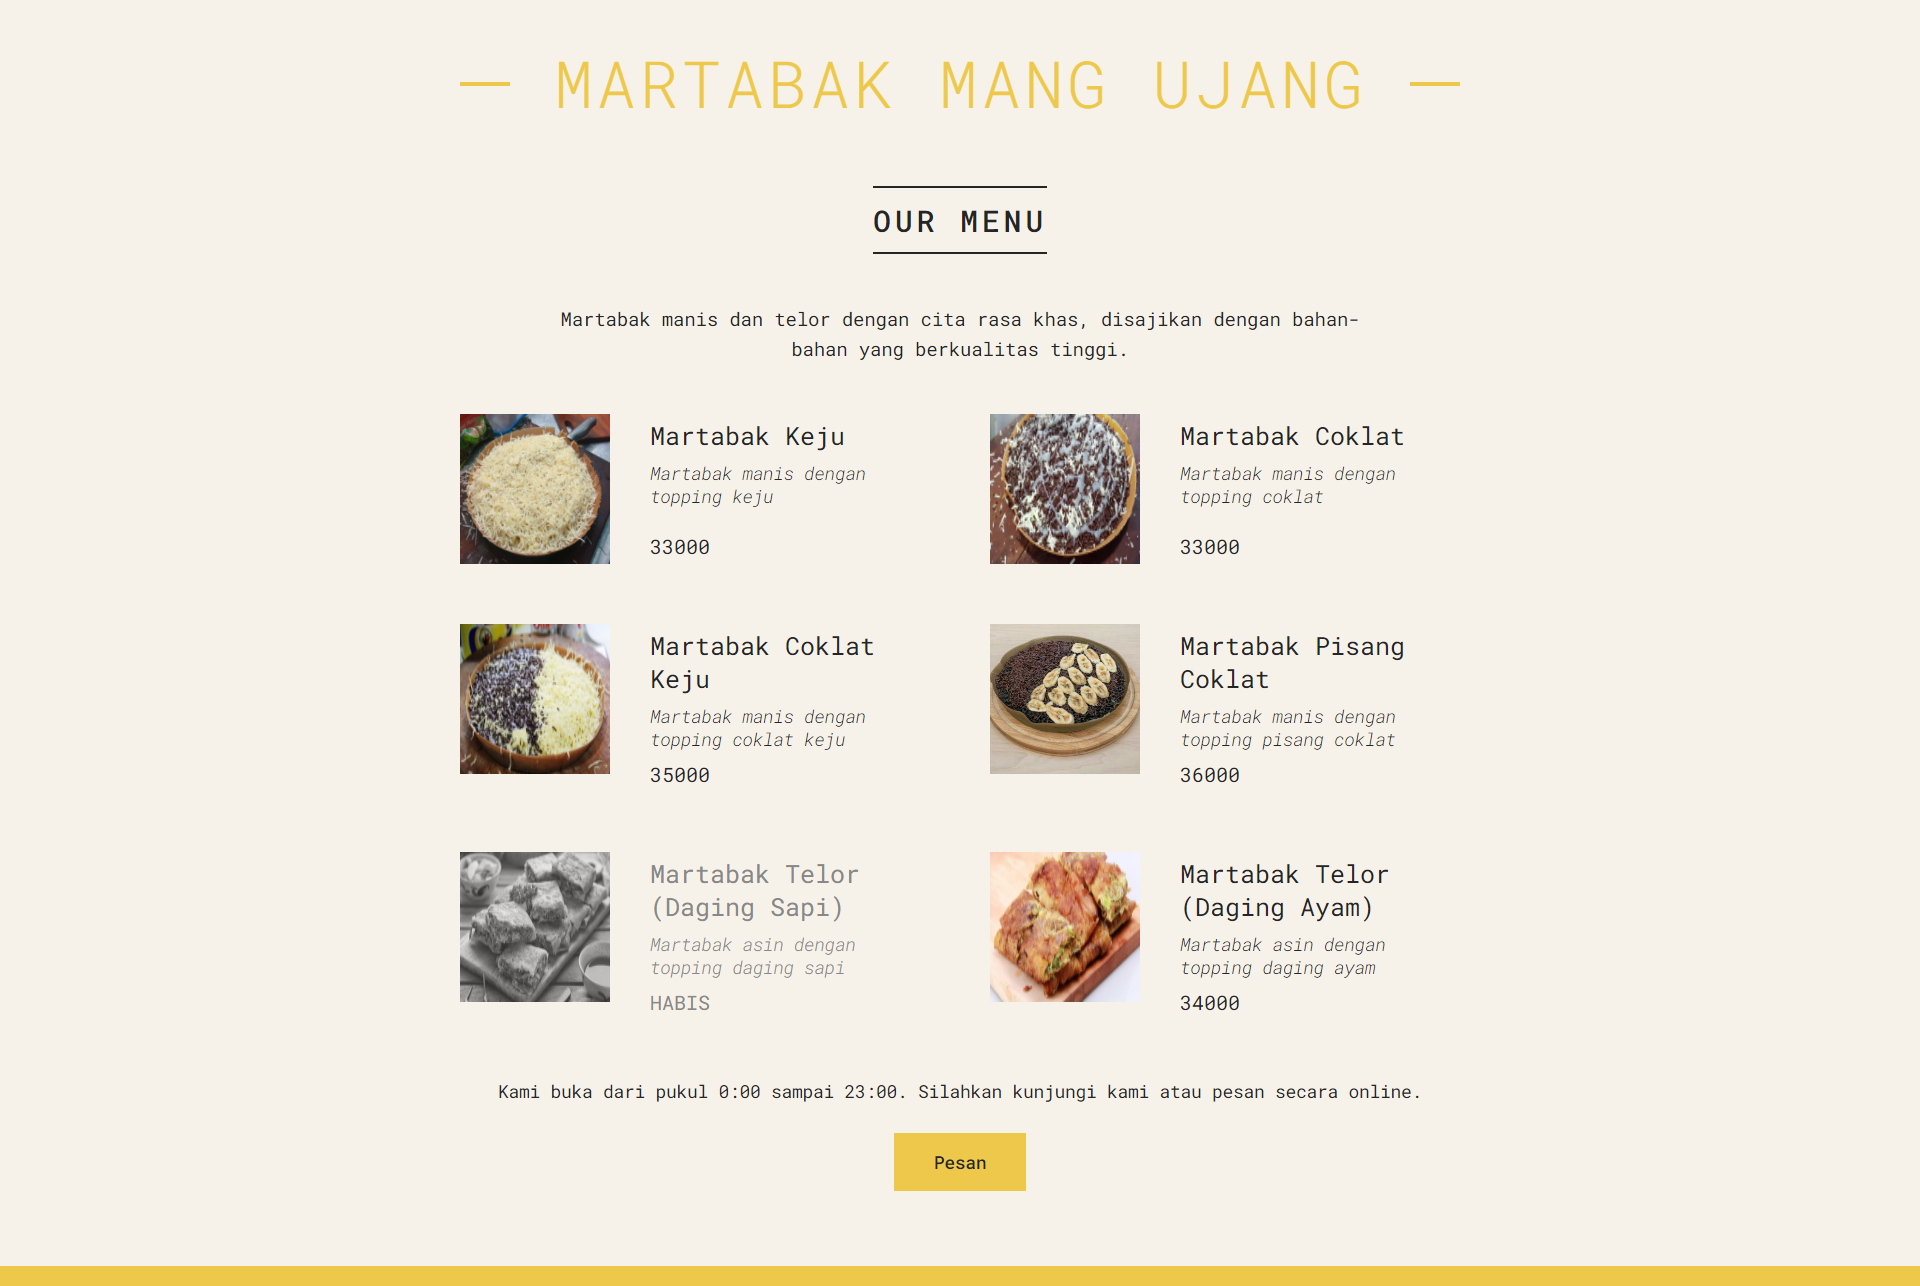 MARTABAK MANG UJANG
OUR MENU
Martabak manis dan telor dengan cita rasa khas, disajikan dengan bahan-
bahan yang berkualitas tinggi.
Martabak Keju
Martabak manis dengan
topping keju
33000
Martabak Coklat
Martabak manis dengan
topping coklat
33000
Martabak Coklat
Keju
Martabak manis dengan
topping coklat keju
35000
Martabak Pisang
Coklat
Martabak manis dengan
topping pisang coklat
36000
Martabak Telor
(Daging Sapi)
Martabak asin dengan
topping daging sapi
HABIS
Martabak Telor
(Daging Ayam)
Martabak asin dengan
topping daging ayam
34000
Kami buka dari pukul 0:00 sampai 23:00. Silahkan kunjungi kami atau pesan secara online.
Pesan